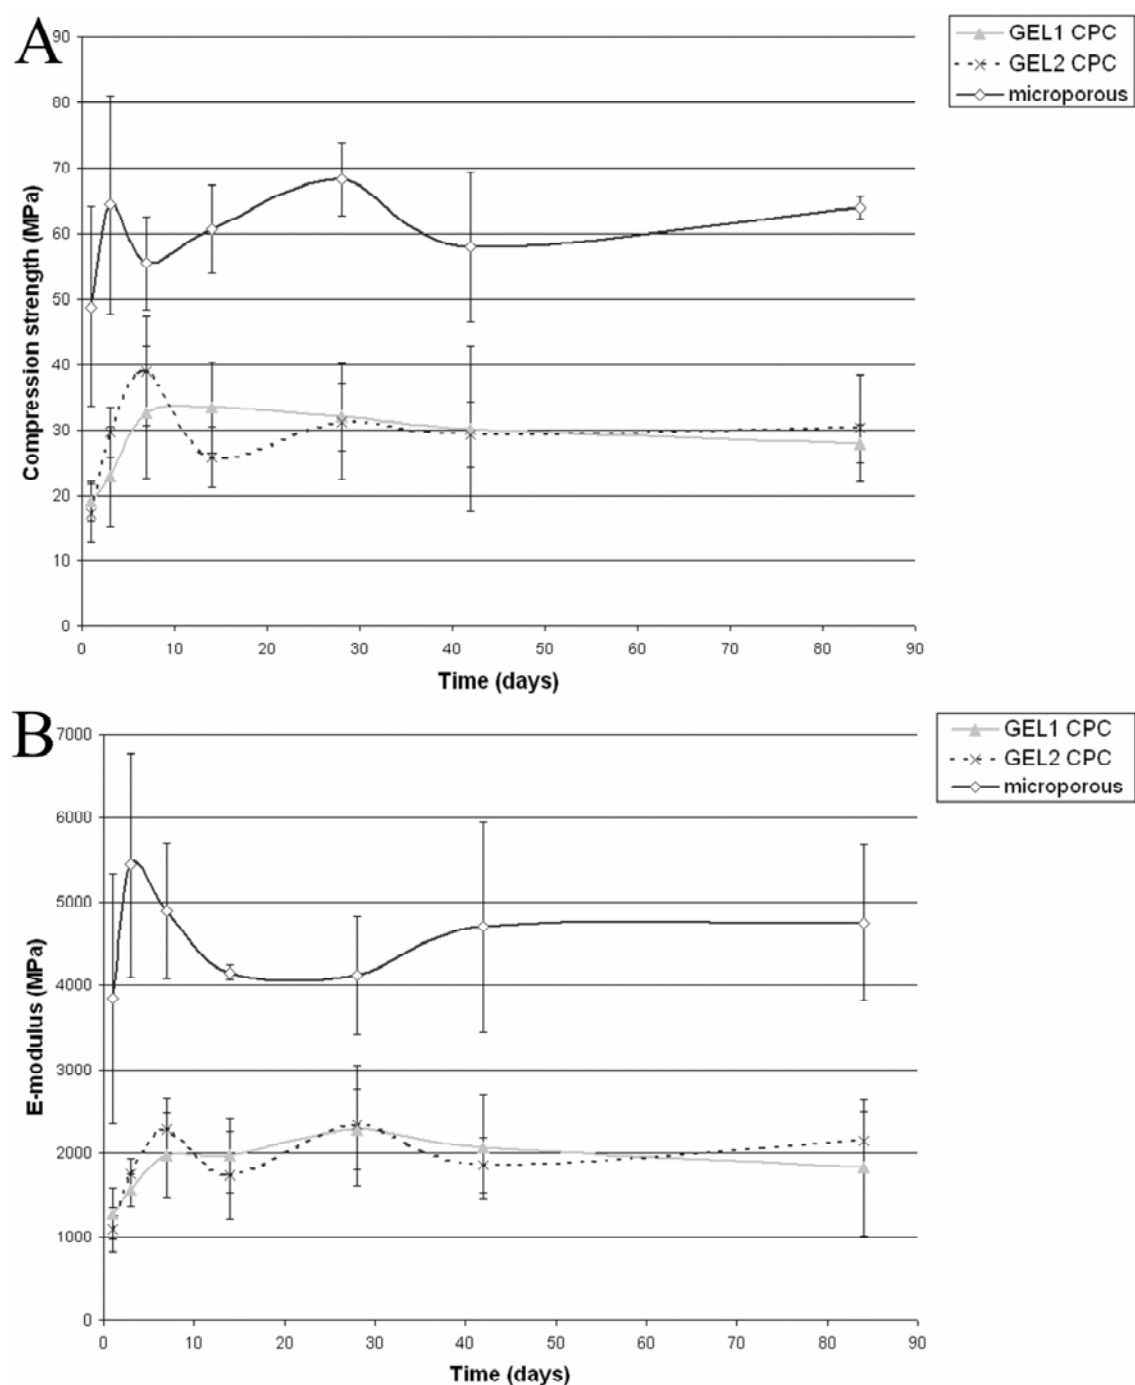 A
GEL1 CPC
GEL2 CPC
microporous
90
80
70
60
50
40
30
20
10
0
Compression strength (MPa)
0 10 20 30 40 50 60 70 80 90
Time (days)
B
GEL1 CPC
GEL2 CPC
microporous
7000
6000
5000
4000
3000
2000
1000
0
E-modulus (MPa)
0 10 20 30 40 50 60 70 80 90
Time (days)